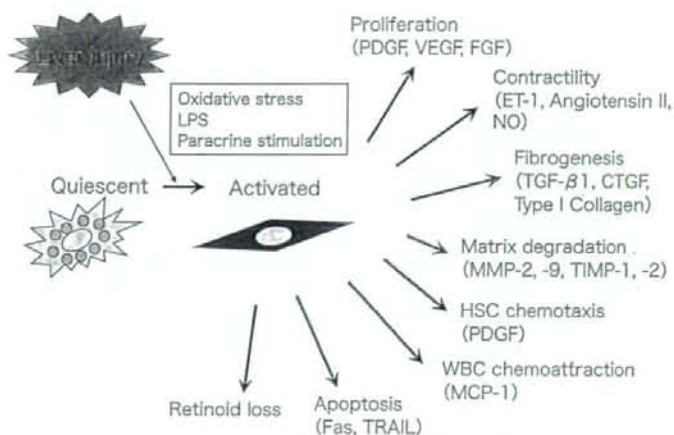 Liver injury
Oxidative stress
LPS
Paracrine stimulation
Quiescent
Activated
Proliferation
(PDGF, VEGF, FGF)
Contractility
(ET-1, Angiotensin II,
NO)
Fibrogenesis
(TGF-β1, CTGF,
Type I Collagen)
Matrix degradation
(MMP-2, -9, TIMP-1, -2)
HSC chemotaxis
(PDGF)
WBC chemoattraction
(MCP-1)
Apoptosis
(Fas, TRAIL)
Retinoid loss